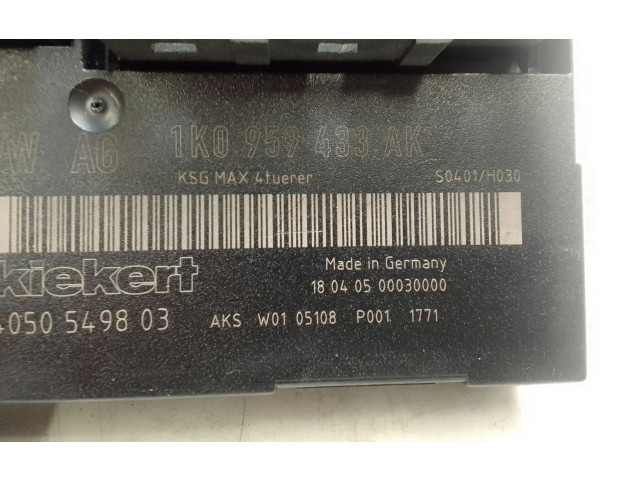 AG 1K0 959 433 AK
KSG MAX 4tuerer S0401/H030
kiekert
Made in Germany
18 04 05 00030000
4050 5498 03 AKS W01 05108 P001 1771